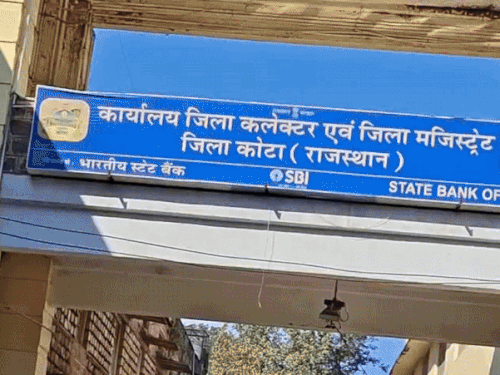 कार्यालय जिला कलेक्टर एवं जिला मजिस्ट्रेट
जिला कोटा ( राजस्थान )
भारतीय स्टेट बैंक SBI STATE BANK OF